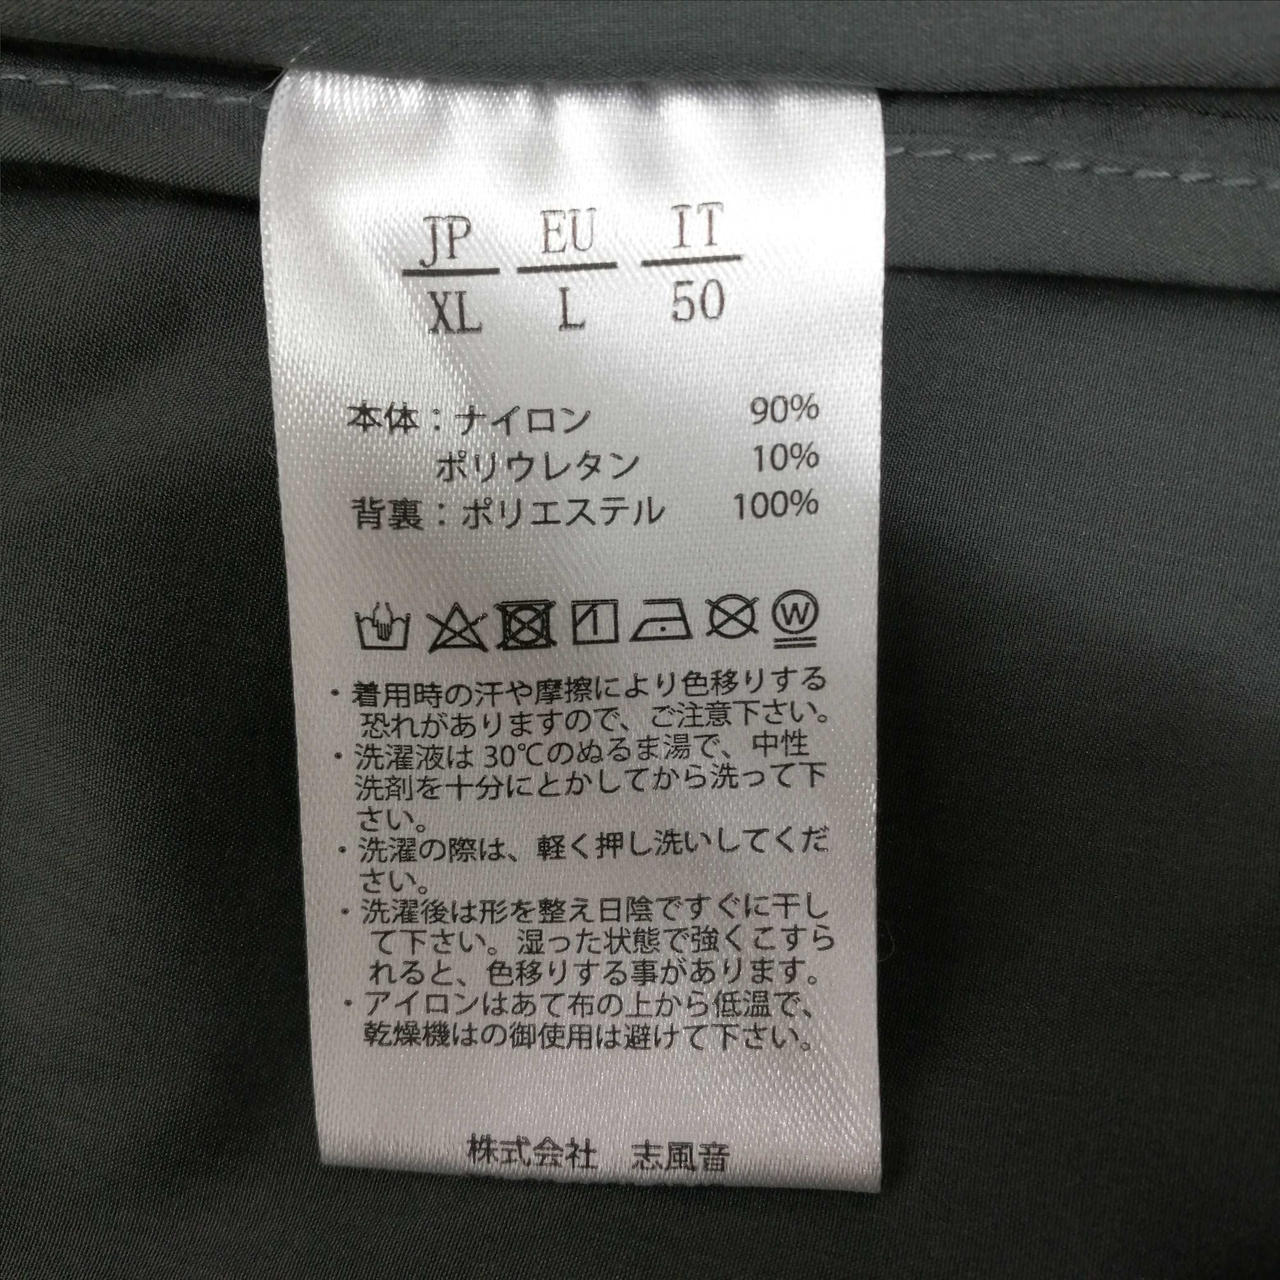 JP EU IT
XL L 50
本体：ナイロン 90%
ポリウレタン 10%
背裏：ポリエステル 100%
W
・着用時の汗や摩擦により色移りする
恐れがありますので、ご注意下さい。
・洗濯液は 30℃のぬるま湯で、中性
洗剤を十分にとかしてから洗って下
さい。
・洗濯の際は、軽く押し洗いしてくだ
さい。
・洗濯後は形を整え日陰ですぐに干し
て下さい。湿った状態で強くこすら
れると、色移りする事があります。
・アイロンはあて布の上から低温で、
乾燥機はの御使用は避けて下さい。
株式会社 志風音